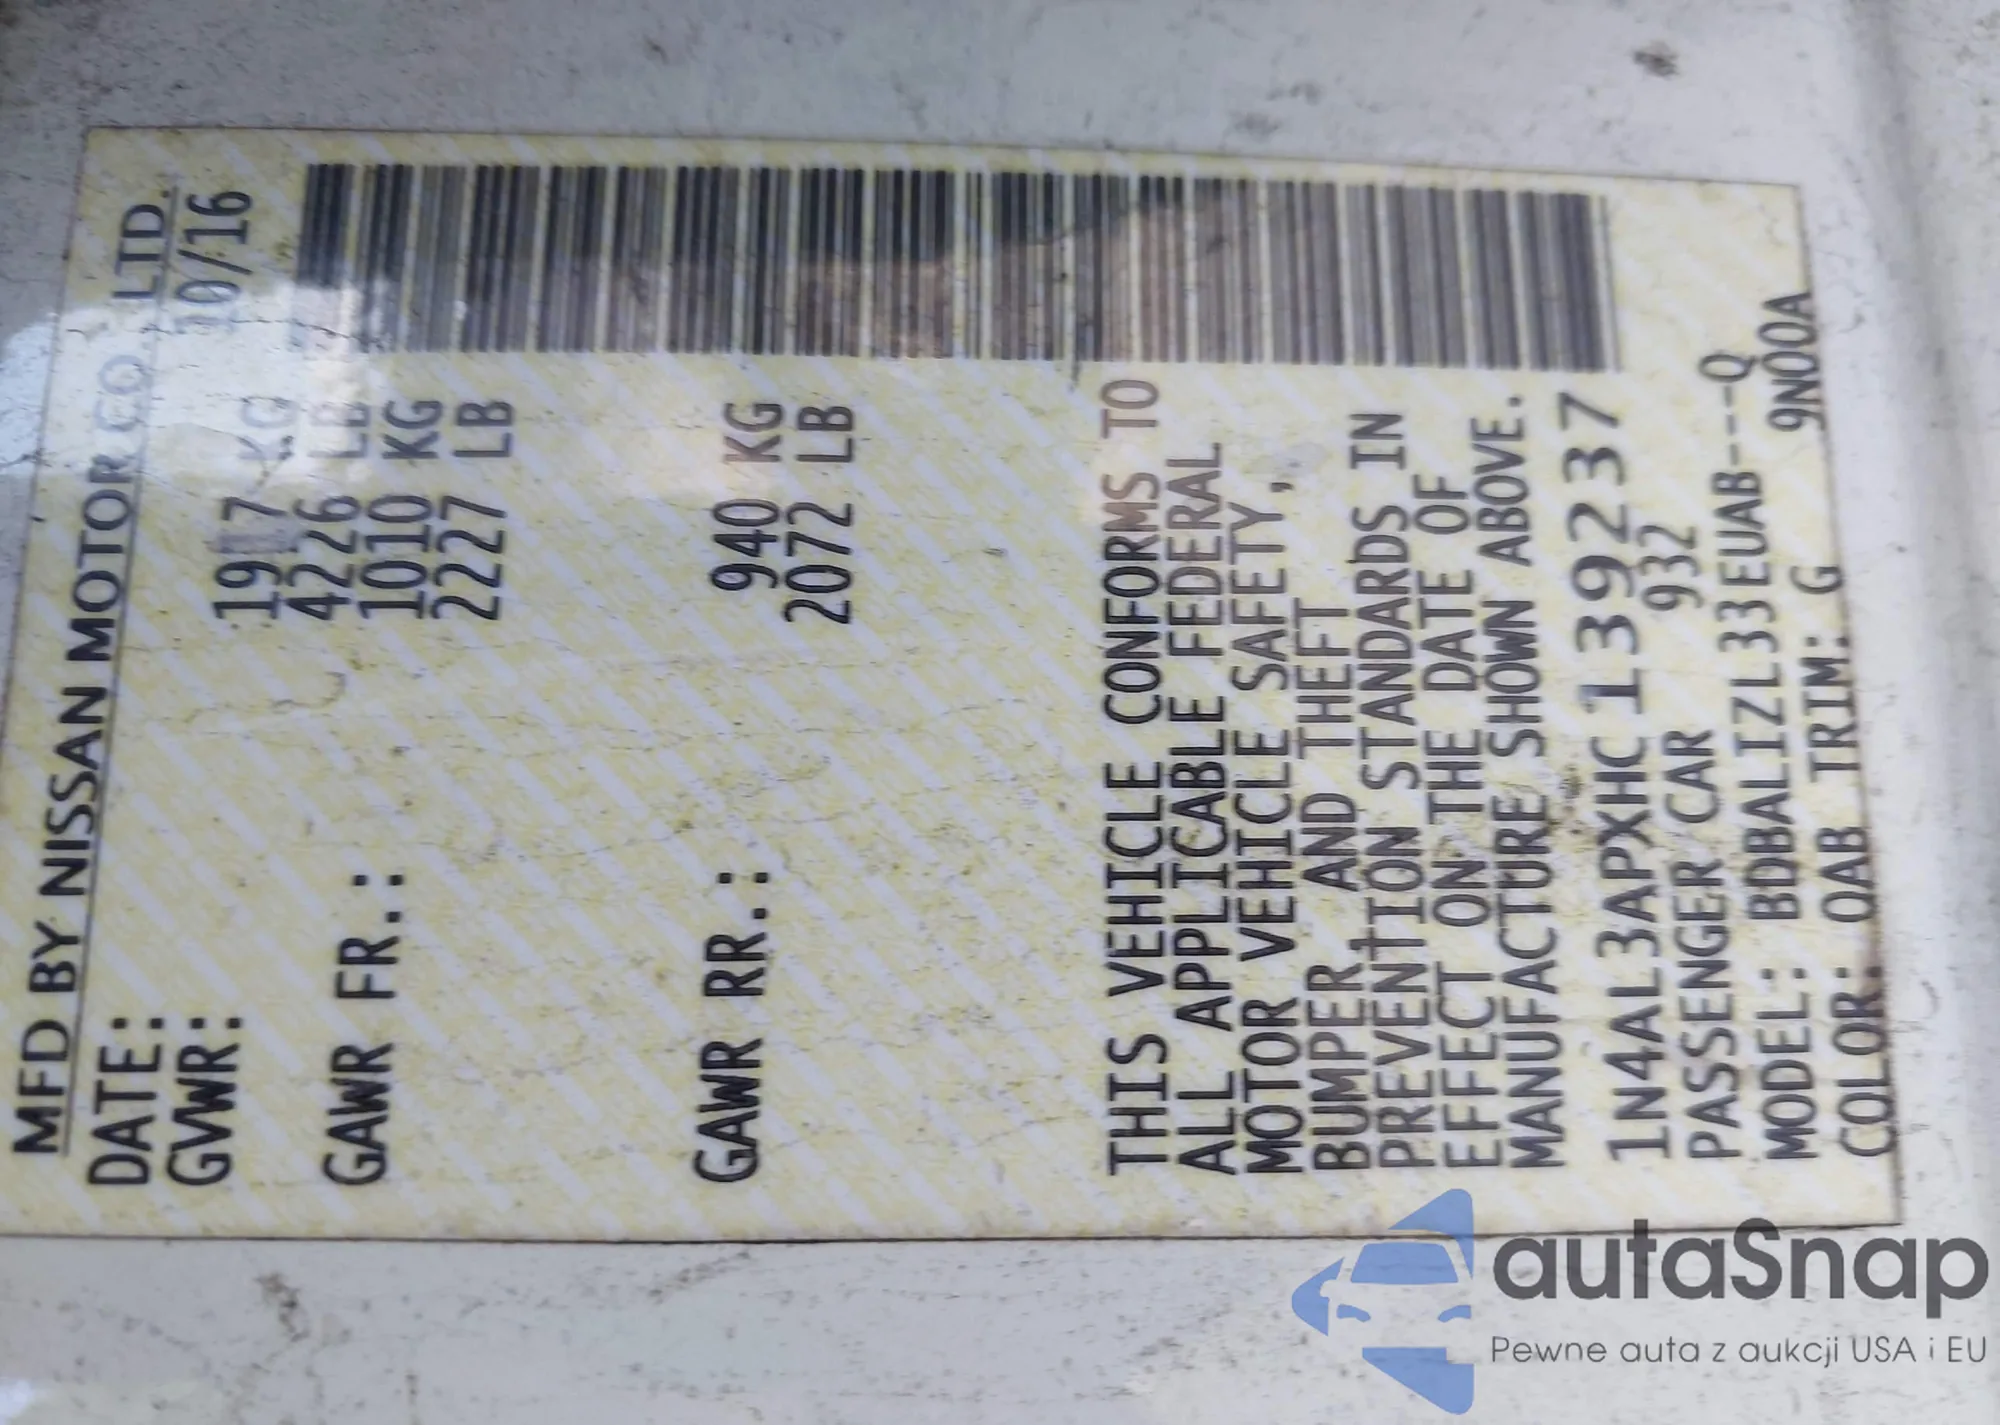 MFD BY NISSAN MOTOR CO., LTD.
DATE: 10/16
GVWR: 1917 KG
4226 LB
GAWR FR.: 1010 KG
2227 LB
GAWR RR.: 940 KG
2072 LB
THIS VEHICLE CONFORMS TO
ALL APPLICABLE FEDERAL
MOTOR VEHICLE SAFETY,
BUMPER AND THEFT
PREVENTION STANDARDS IN
EFFECT ON THE DATE OF
MANUFACTURE SHOWN ABOVE.
1N4AL3APXHC139237
PASSENGER CAR 932
MODEL: BDBALIZL33EUAB---Q
COLOR: QAB TRIM: G 9N00A
autaSnap
Pewne auta z aukcji USA i EU